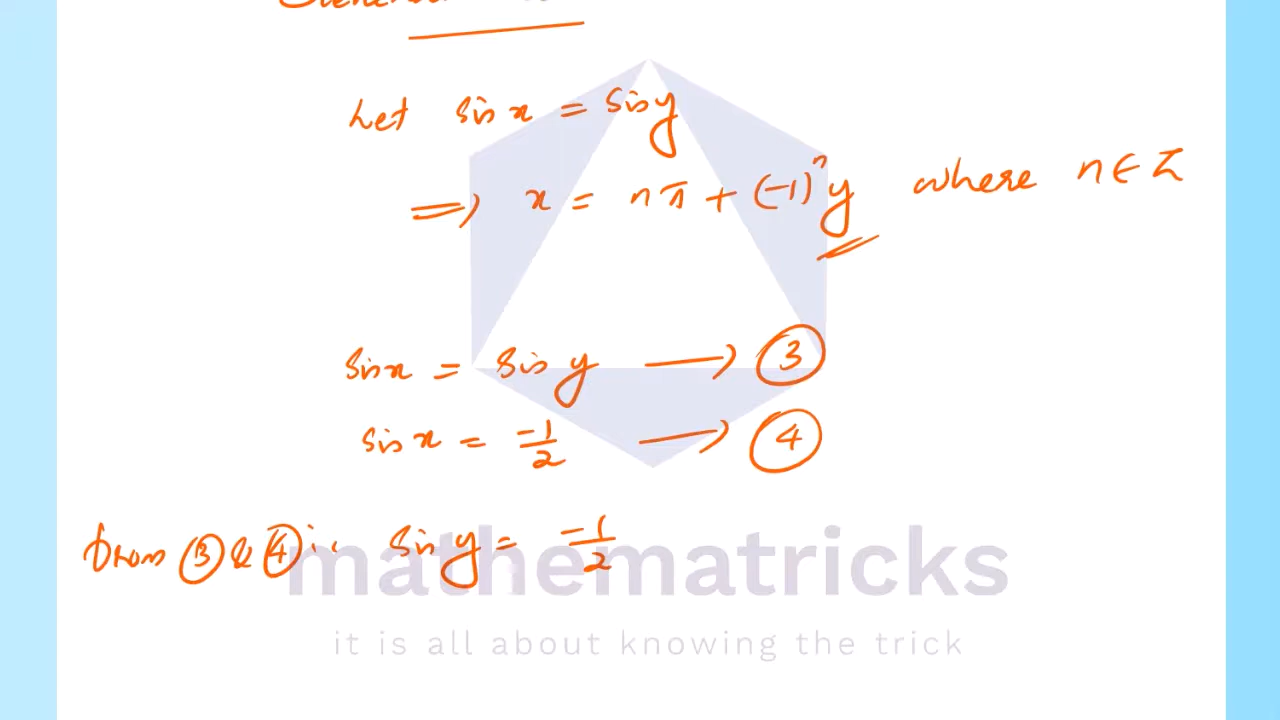 Let sin x = sin y
=> x = nπ + (-1)ⁿ y where n ∈ Z
sin x = sin y → ③
sin x = -1/2 → ④
from ③ & ④ :- sin y = -1/2
mathematricks
it is all about knowing the trick